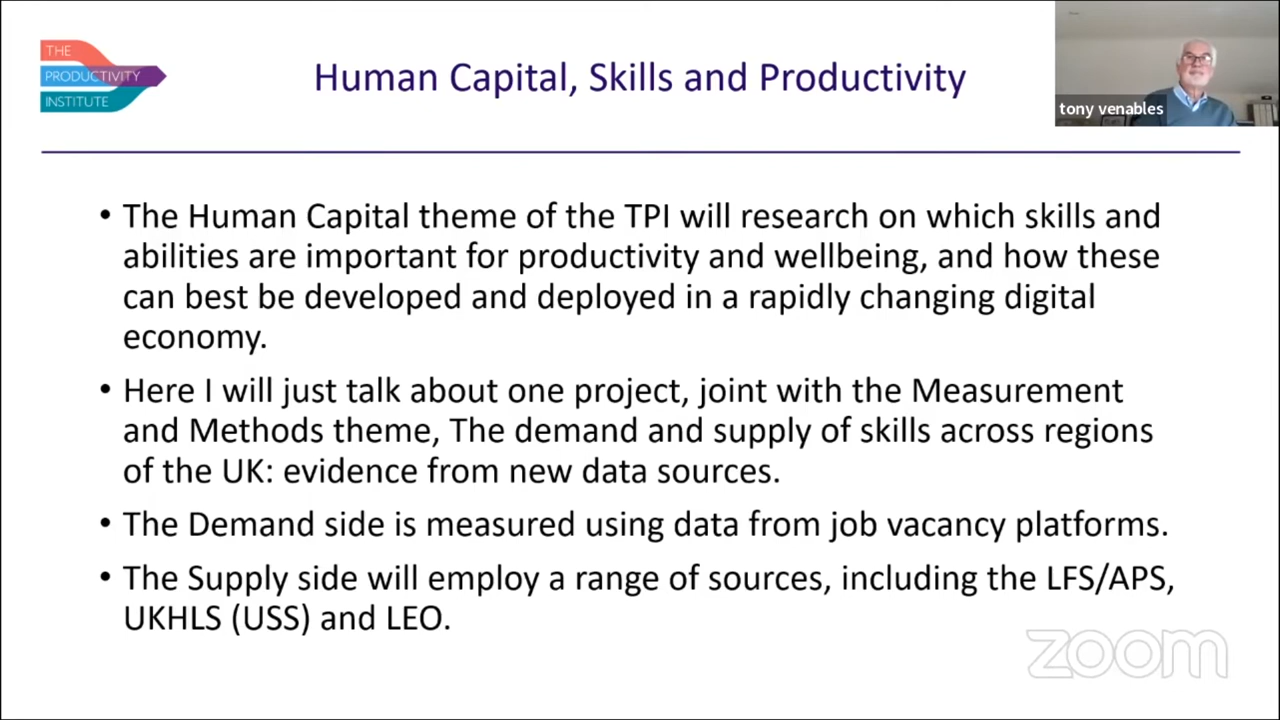 THE
PRODUCTIVITY
INSTITUTE
Human Capital, Skills and Productivity
tony venables
• The Human Capital theme of the TPI will research on which skills and
abilities are important for productivity and wellbeing, and how these
can best be developed and deployed in a rapidly changing digital
economy.
• Here I will just talk about one project, joint with the Measurement
and Methods theme, The demand and supply of skills across regions
of the UK: evidence from new data sources.
• The Demand side is measured using data from job vacancy platforms.
• The Supply side will employ a range of sources, including the LFS/APS,
UKHLS (USS) and LEO.
zoom